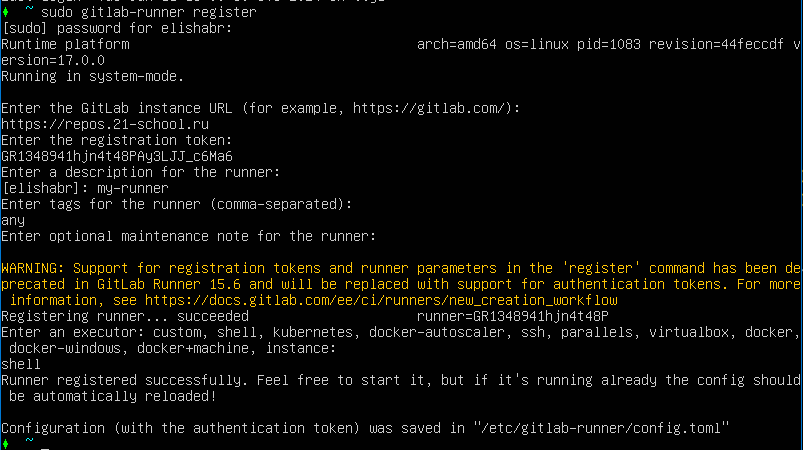 ~ sudo gitlab-runner register
[sudo] password for elishabr:
Runtime platform arch=amd64 os=linux pid=1083 revision=44feccdf v
ersion=17.0.0
Running in system-mode.
Enter the GitLab instance URL (for example, https://gitlab.com/):
https://repos.21-school.ru
Enter the registration token:
GR1348941hjn4t48PAy3LJJ_c6Ma6
Enter a description for the runner:
[elishabr]: my-runner
Enter tags for the runner (comma-separated):
any
Enter optional maintenance note for the runner:
WARNING: Support for registration tokens and runner parameters in the 'register' command has been de
precated in GitLab Runner 15.6 and will be replaced with support for authentication tokens. For more
information, see https://docs.gitlab.com/ee/ci/runners/new_creation_workflow
Registering runner... succeeded runner=GR1348941hjn4t48P
Enter an executor: custom, shell, kubernetes, docker-autoscaler, ssh, parallels, virtualbox, docker,
docker-windows, docker+machine, instance:
shell
Runner registered successfully. Feel free to start it, but if it's running already the config should
be automatically reloaded!
Configuration (with the authentication token) was saved in "/etc/gitlab-runner/config.toml"
~ _